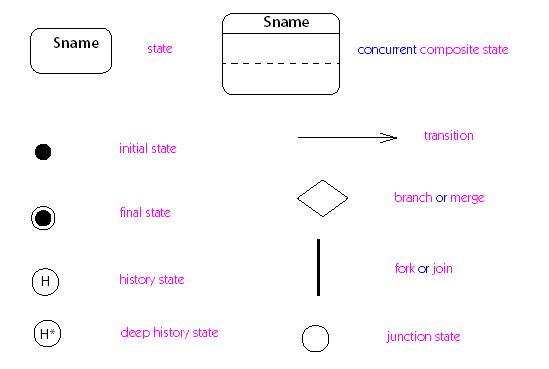 Sname
state
Sname
concurrent composite state
initial state
transition
final state
branch or merge
H
history state
fork or join
H*
deep history state
junction state